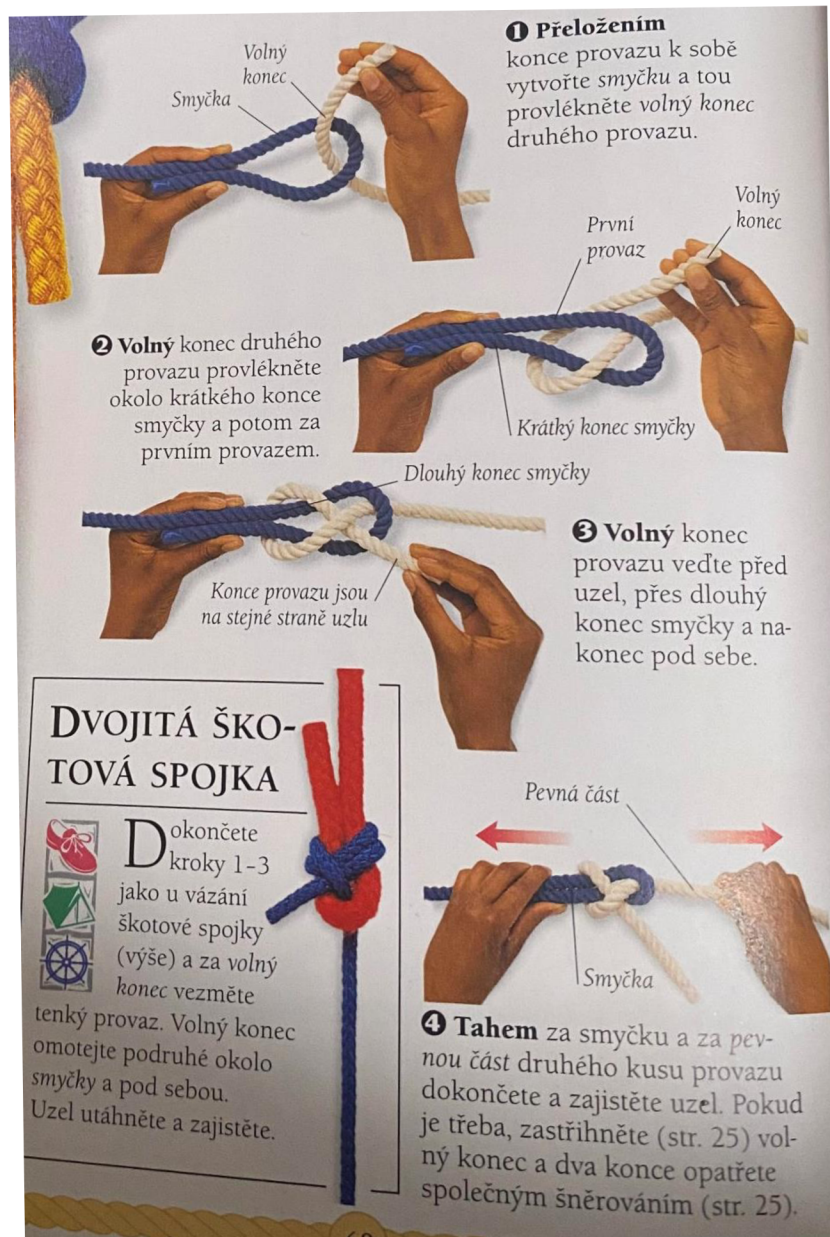 ❶ Přeložením
konce provazu k sobě
vytvořte smyčku a tou
provlékněte volný konec
druhého provazu.
Volný
konec
Smyčka
Volný
konec
První
provaz
❷ Volný konec druhého
provazu provlékněte
okolo krátkého konce
smyčky a potom za
prvním provazem.
Krátký konec smyčky
Dlouhý konec smyčky
Konce provazu jsou
na stejné straně uzlu
❸ Volný konec
provazu veďte před
uzel, přes dlouhý
konec smyčky a na-
konec pod sebe.
DVOJITÁ ŠKO-
TOVÁ SPOJKA
Dokončete
kroky 1–3
jako u vázání
škotové spojky
(výše) a za volný
konec vezměte
tenký provaz. Volný konec
omotejte podruhé okolo
smyčky a pod sebou.
Uzel utáhněte a zajistěte.
Pevná část
Smyčka
❹ Tahem za smyčku a za pev-
nou část druhého kusu provazu
dokončete a zajistěte uzel. Pokud
je třeba, zastřihněte (str. 25) vol-
ný konec a dva konce opatřete
společným šněrováním (str. 25).